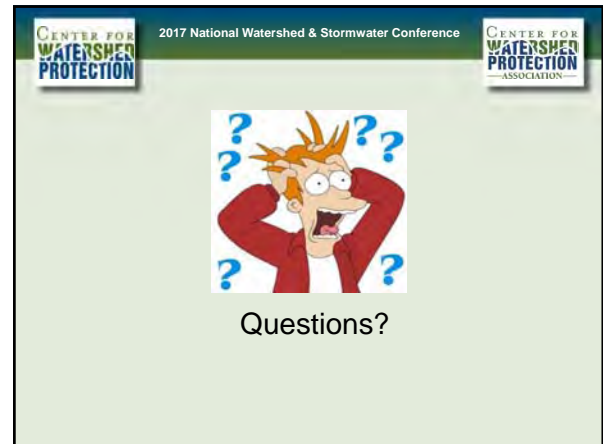 CENTER FOR
WATERSHED
PROTECTION
2017 National Watershed & Stormwater Conference
CENTER FOR
WATERSHED
PROTECTION
ASSOCIATION
? ? ?
? ?
? ?
Questions?